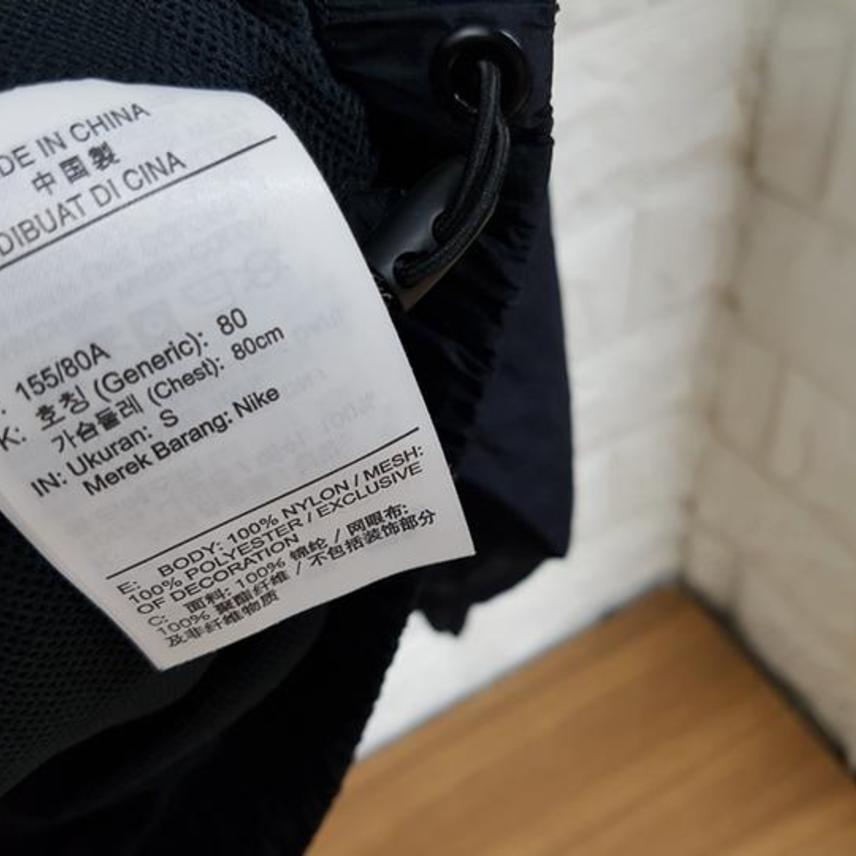 DE IN CHINA
中国製
DIBUAT DI CINA
: 155/80A
K: 호칭 (Generic): 80
가슴둘레 (Chest): 80cm
IN: Ukuran: S
Merek Barang: Nike
E: BODY: 100% NYLON / MESH:
100% POLYESTER / EXCLUSIVE
OF DECORATION
C: 面料: 100% 锦纶 / 网眼布:
100% 聚酯纤维 / 不包括装饰部分
及非纤维物质